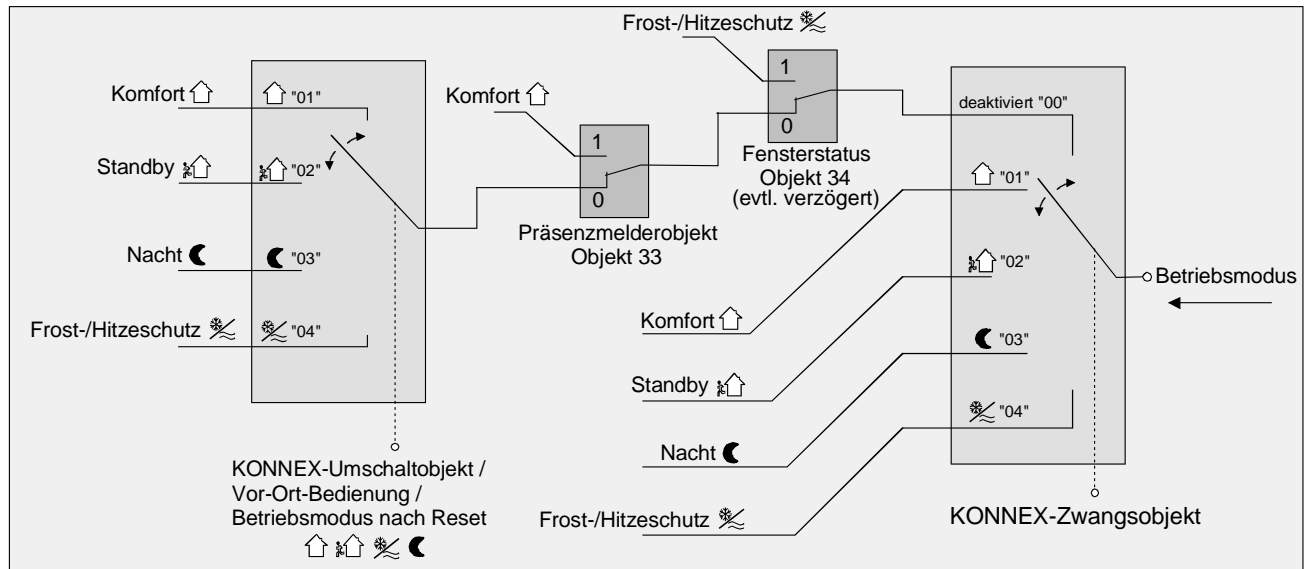 Komfort
"01"
Standby
"02"
Nacht
"03"
Frost-/Hitzeschutz
"04"
KONNEX-Umschaltobjekt /
Vor-Ort-Bedienung /
Betriebsmodus nach Reset
Komfort
1
0
Präsenzmelderobjekt
Objekt 33
Frost-/Hitzeschutz
1
0
Fensterstatus
Objekt 34
(evtl. verzögert)
deaktiviert "00"
"01"
"02"
"03"
"04"
Komfort
Standby
Nacht
Frost-/Hitzeschutz
Betriebsmodus
KONNEX-Zwangsobjekt